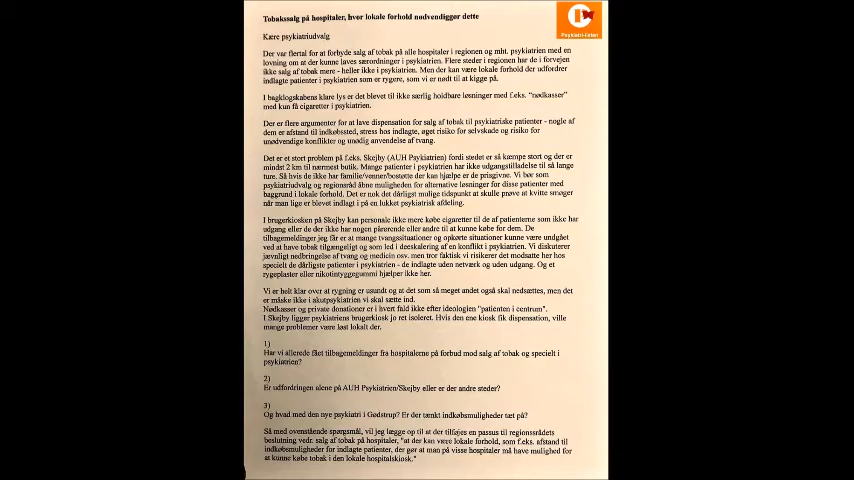 Tobakssalg på hospitaler, hvor lokale forhold nødvendiggør dette
Psykiatri-Listen
Kære psykiatriudvalg
Der var flertal for at forbyde salg af tobak på alle hospitaler i regionen og mht. psykiatrien med en
lovning om at der kunne laves særordninger i psykiatrien. Flere steder i regionen har de i forvejen
ikke salg af tobak mere - heller ikke i psykiatrien. Men der kan være lokale forhold der udfordrer
indlagte patienter i psykiatrien som er rygere, som vi er nødt til at kigge på.
I bagklogskabens klare lys er det blevet til ikke særlig holdbare løsninger med f.eks. "nødkasser"
med kun få cigaretter i psykiatrien.
Der er flere argumenter for at lave dispensation for salg af tobak til psykiatriske patienter - nogle af
dem er afstand til indkøbssted, stress hos indlagte, øget risiko for selvskade og risiko for
unødvendige konflikter og unødig anvendelse af tvang.
Det er et stort problem på f.eks. Skejby (AUH Psykiatrien) fordi stedet er så kæmpe stort og der er
mindst 2 km til nærmest butik. Mange patienter i psykiatrien har ikke udgangstilladelse til så lange
ture. Så hvis de ikke har familie/venner/bostøtte der kan hjælpe er de prisgivne. Vi bør som
psykiatriudvalg og regionsråd åbne muligheden for alternative løsninger for disse patienter med
baggrund i lokale forhold. Det er nok det dårligst mulige tidspunkt at skulle prøve at kvitte smøger
når man lige er blevet indlagt i på en lukket psykiatrisk afdeling.
I brugerkiosken på Skejby kan personale ikke mere købe cigaretter til de af patienterne som ikke har
udgang eller de der ikke har nogen pårørende eller andre til at kunne købe for dem. De
tilbagemeldinger jeg får er at mange tvangssituationer og opkørte situationer kunne være undgået
ved at have tobak tilgængeligt og som led i deeskalering af en konflikt i psykiatrien. Vi diskuterer
jævnligt nedbringelse af tvang og medicin osv. men tror faktisk vi risikerer det modsatte her hos
specielt de dårligste patienter i psykiatrien - de indlagte uden netværk og uden udgang. Og et
rygeplaster eller nikotintyggegummi hjælper ikke her.
Vi er helt klar over at rygning er usundt og at det som så meget andet også skal nedsættes, men det
er måske ikke i akutpsykiatrien vi skal sætte ind.
Nødkasser og private donationer er i hvert fald ikke efter ideologien "patienten i centrum".
I Skejby ligger psykiatriens brugerkiosk jo ret isoleret. Hvis den ene kiosk fik dispensation, ville
mange problemer være løst lokalt der.
1)
Har vi allerede fået tilbagemeldinger fra hospitalerne på forbud mod salg af tobak og specielt i
psykiatrien?
2)
Er udfordringen alene på AUH Psykiatrien/Skejby eller er der andre steder?
3)
Og hvad med den nye psykiatri i Gødstrup? Er der tænkt indkøbsmuligheder tæt på?
Så med ovenstående spørgsmål, vil jeg lægge op til at der tilføjes en passus til regionsrådets
beslutning vedr. salg af tobak på hospitaler, "at der kan være lokale forhold, som f.eks. afstand til
indkøbsmuligheder for indlagte patienter, der gør at man på visse hospitaler må have mulighed for
at kunne købe tobak i den lokale hospitalskiosk."